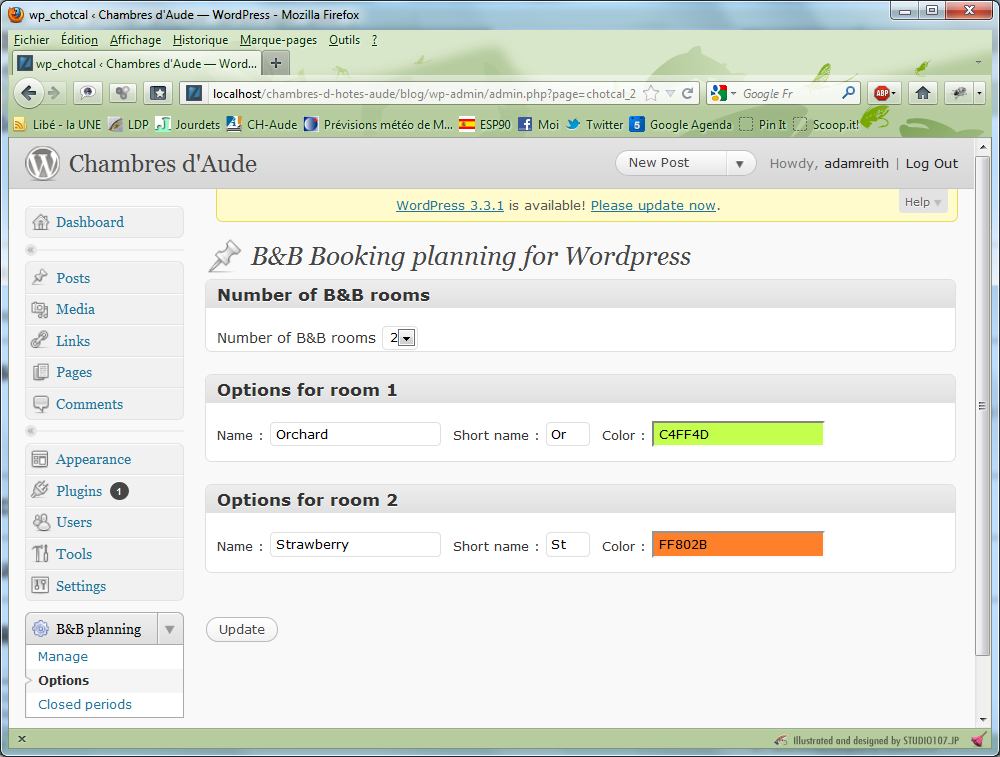 wp_chotcal ‹ Chambres d'Aude — WordPress - Mozilla Firefox
Fichier Édition Affichage Historique Marque-pages Outils ?
wp_chotcal ‹ Chambres d'Aude — Word...
localhost/chambres-d-hotes-aude/blog/wp-admin/admin.php?page=chotcal_2 Google Fr ABP
Libé - la UNE LDP Jourdets CH-Aude Prévisions météo de M... ESP90 Moi Twitter 5 Google Agenda Pin It Scoop.it!
Chambres d'Aude New Post Howdy, adamreith | Log Out
WordPress 3.3.1 is available! Please update now. Help
Dashboard
Posts
Media
Links
Pages
Comments
Appearance
Plugins 1
Users
Tools
Settings
B&B planning
Manage
Options
Closed periods
B&B Booking planning for Wordpress
Number of B&B rooms
Number of B&B rooms 2
Options for room 1
Name : Orchard Short name : Or Color : C4FF4D
Options for room 2
Name : Strawberry Short name : St Color : FF802B
Update
x Illustrated and designed by STUDIO107.JP